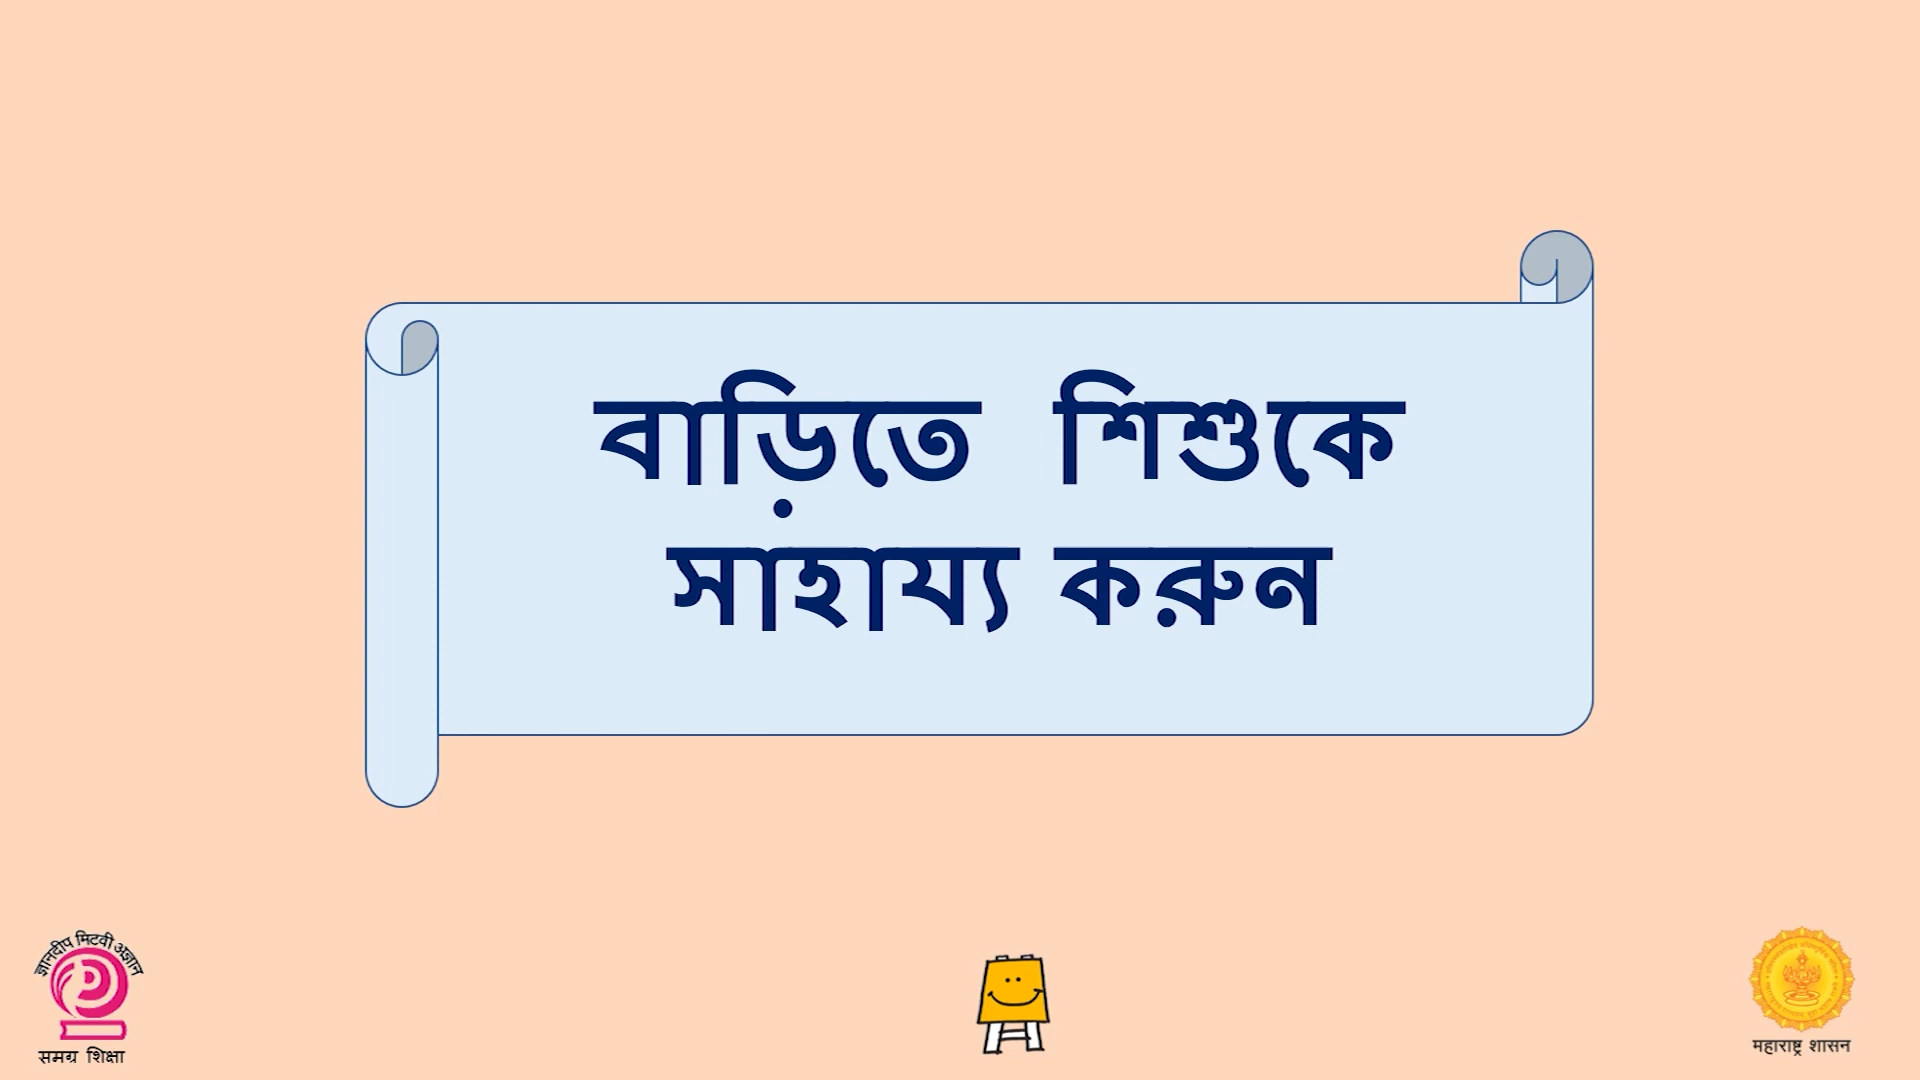 বাড়িতে শিশুকে
সাহায্য করুন
ज्ञानदीप मिटवी अज्ञान
समग्र शिक्षा
महाराष्ट्र शासन